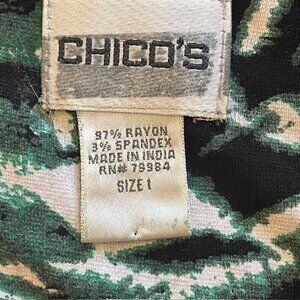 CHICO'S
97% RAYON
3% SPANDEX
MADE IN INDIA
RN# 79984
SIZE 1